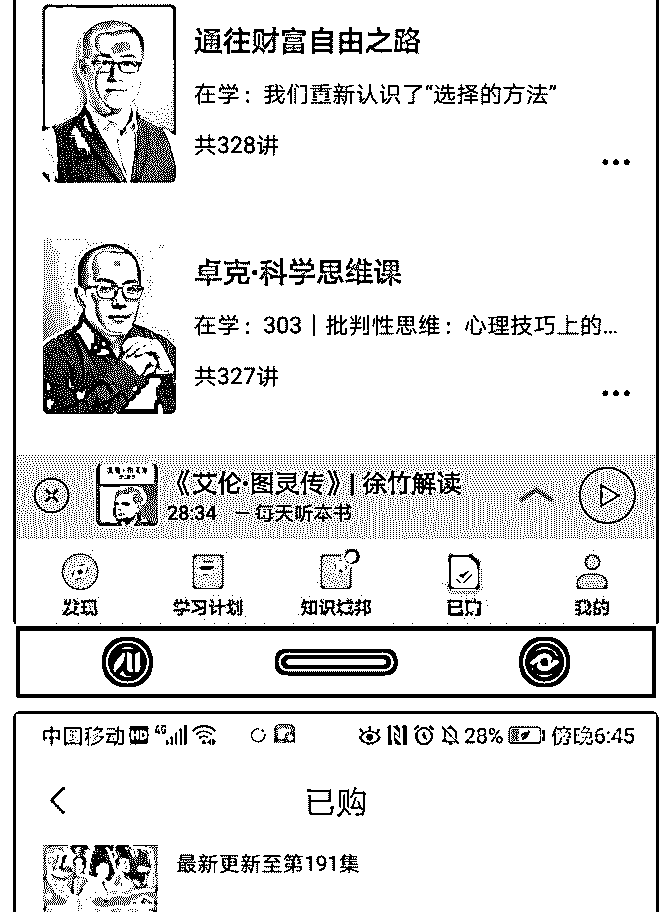 通往财富自由之路
在学：我们重新认识了“选择的方法”
共328讲
•••
卓克·科学思维课
在学：303｜批判性思维：心理技巧上的...
共327讲
•••
《艾伦·图灵传》| 徐竹解读
28:34 一 每天听本书
发现 学习计划 知识城邦 已购 我的
中国移动 HD 4G 28% 傍晚6:45
已购
最新更新至第191集